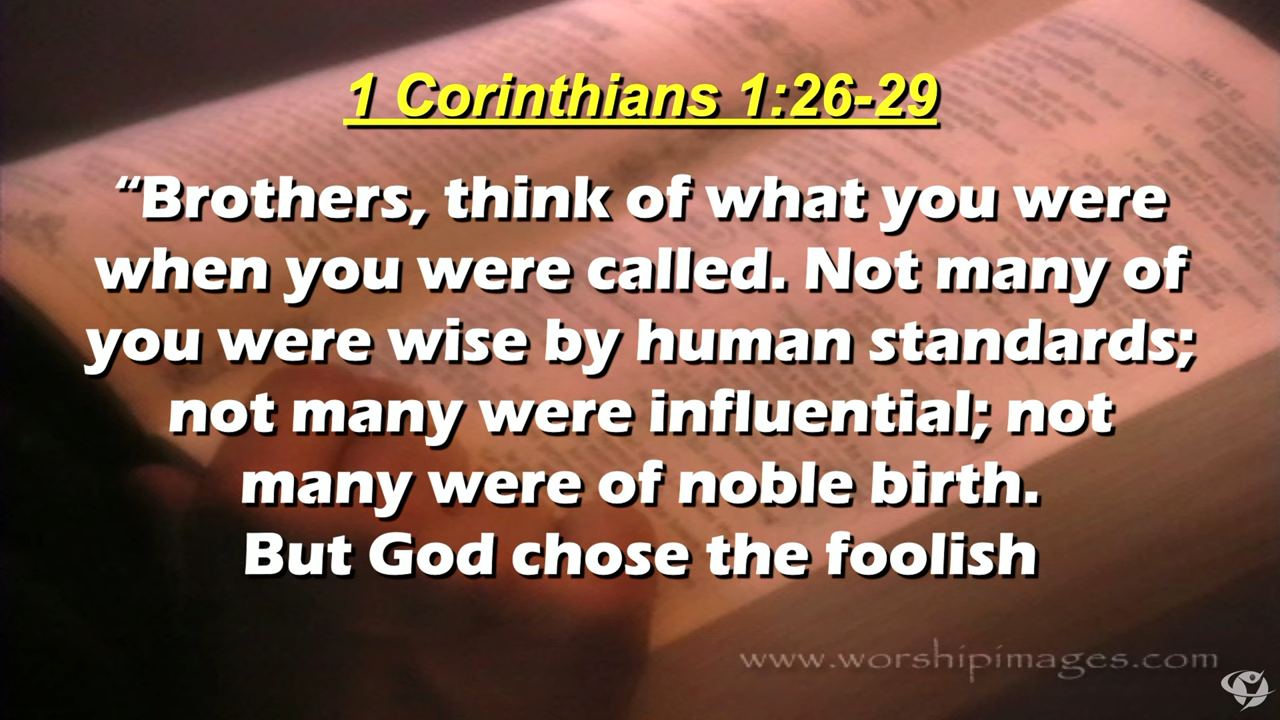 1 Corinthians 1:26-29
“Brothers, think of what you were
when you were called. Not many of
you were wise by human standards;
not many were influential; not
many were of noble birth.
But God chose the foolish
www.worshipimages.com